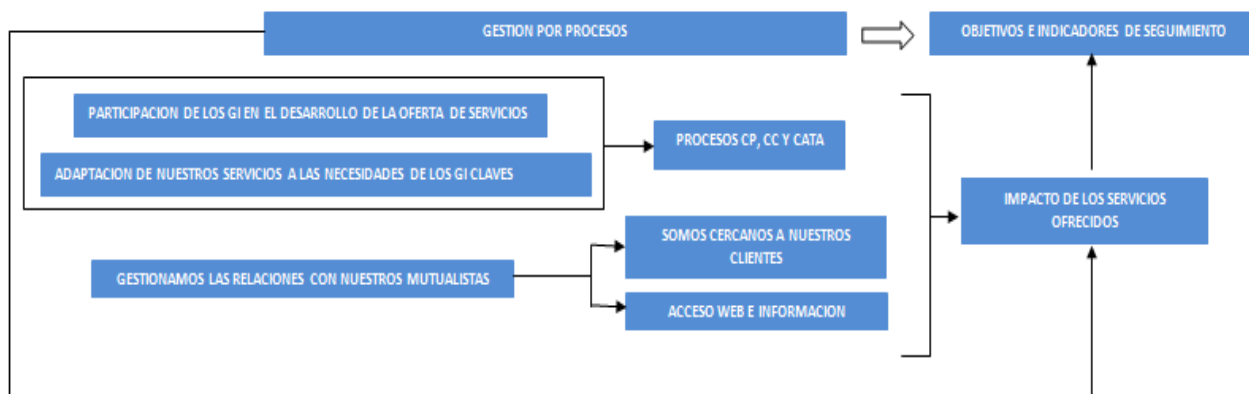 GESTION POR PROCESOS
OBJETIVOS E INDICADORES DE SEGUIMIENTO
PARTICIPACION DE LOS GI EN EL DESARROLLO DE LA OFERTA DE SERVICIOS
ADAPTACION DE NUESTROS SERVICIOS A LAS NECESIDADES DE LOS GI CLAVES
PROCESOS CP, CC Y CATA
IMPACTO DE LOS SERVICIOS
OFRECIDOS
SOMOS CERCANOS A NUESTROS
CLIENTES
GESTIONAMOS LAS RELACIONES CON NUESTROS MUTUALISTAS
ACCESO WEB E INFORMACION